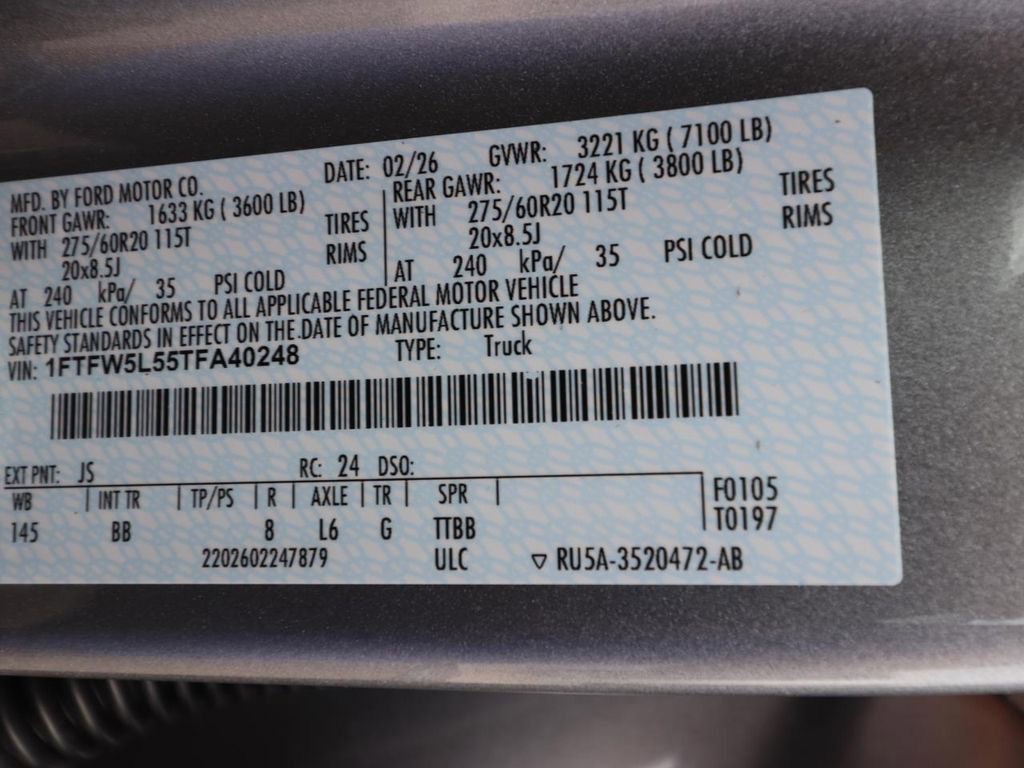 MFD. BY FORD MOTOR CO. DATE: 02/26 GVWR: 3221 KG ( 7100 LB)
FRONT GAWR: 1633 KG ( 3600 LB) REAR GAWR: 1724 KG ( 3800 LB)
WITH 275/60R20 115T TIRES WITH 275/60R20 115T TIRES
20x8.5J RIMS 20x8.5J RIMS
AT 240 kPa/ 35 PSI COLD AT 240 kPa/ 35 PSI COLD
THIS VEHICLE CONFORMS TO ALL APPLICABLE FEDERAL MOTOR VEHICLE
SAFETY STANDARDS IN EFFECT ON THE DATE OF MANUFACTURE SHOWN ABOVE.
VIN: 1FTFW5L55TFA40248 TYPE: Truck
EXT PNT: JS RC: 24 DSO:
WB INT TR TP/PS R AXLE TR SPR F0105
145 BB 8 L6 G TTBB T0197
2202602247879 ULC ▽ RU5A-3520472-AB